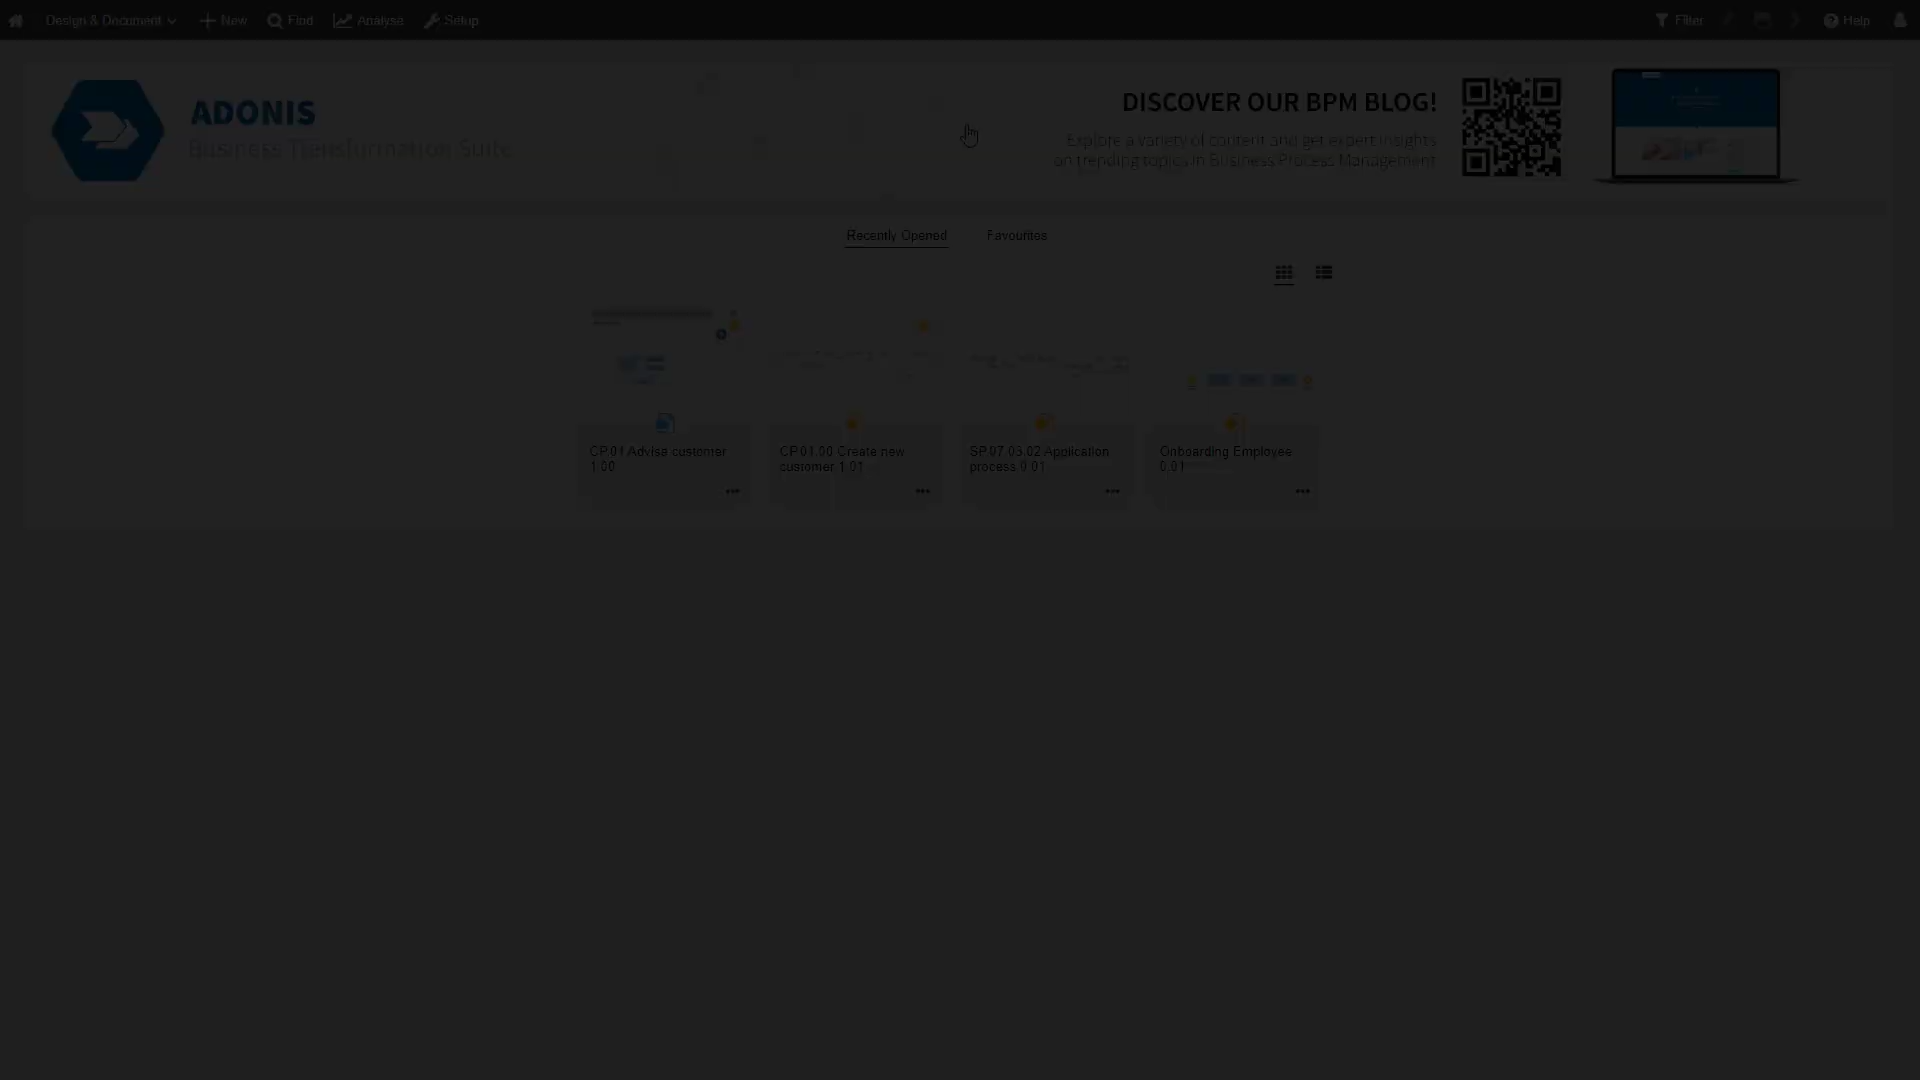 Design & Document
New
Find
Analyse
Setup
Filter
Help
ADONIS
Business Transformation Suite
DISCOVER OUR BPM BLOG!
Explore a variety of content and get expert insights
on trending topics in Business Process Management
Recently Opened
Favourites
CP.01 Advise customer
1.00
CP.01.00 Create new
customer 1.01
SP.07.03.02 Application
process 0.01
Onboarding Employee
0.01